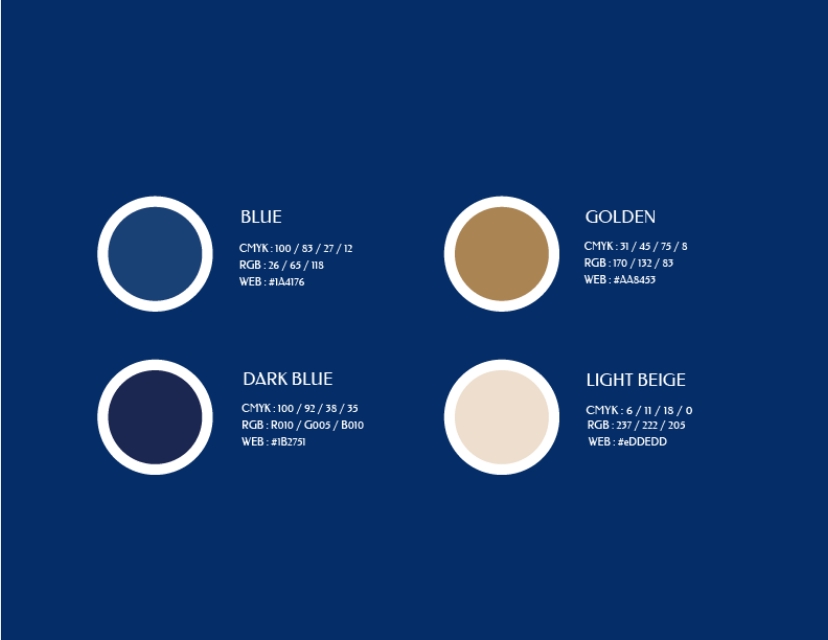 BLUE
CMYK : 100 / 83 / 27 / 12
RGB : 26 / 65 / 118
WEB : #1A4176
GOLDEN
CMYK : 31 / 45 / 75 / 8
RGB : 170 / 132 / 83
WEB : #AA8453
DARK BLUE
CMYK : 100 / 92 / 38 / 35
RGB : R010 / G005 / B010
WEB : #1B2751
LIGHT BEIGE
CMYK : 6 / 11 / 18 / 0
RGB : 237 / 222 / 205
WEB : #eDDEDD